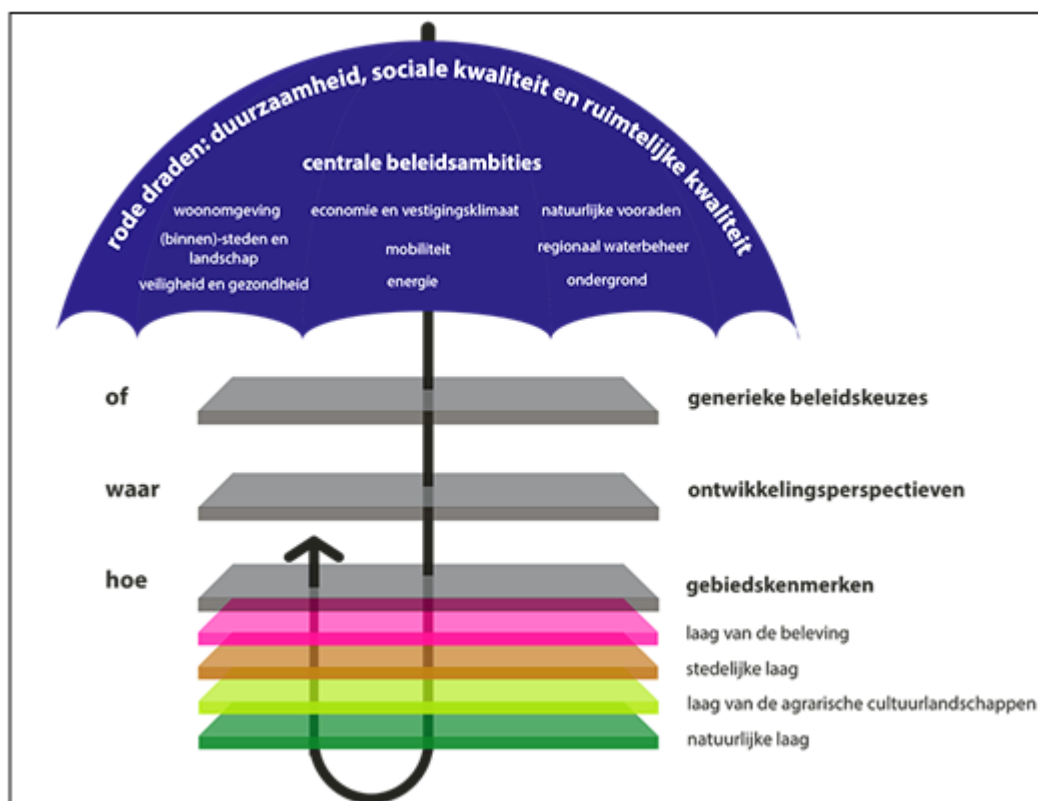 rode draden: duurzaamheid, sociale kwaliteit en ruimtelijke kwaliteit
centrale beleidsambities
woonomgeving
economie en vestigingsklimaat
natuurlijke vooraden
(binnen)-steden en
landschap
mobiliteit
regionaal waterbeheer
veiligheid en gezondheid
energie
ondergrond
of
generieke beleidskeuzes
waar
ontwikkelingsperspectieven
hoe
gebiedskenmerken
laag van de beleving
stedelijke laag
laag van de agrarische cultuurlandschappen
natuurlijke laag